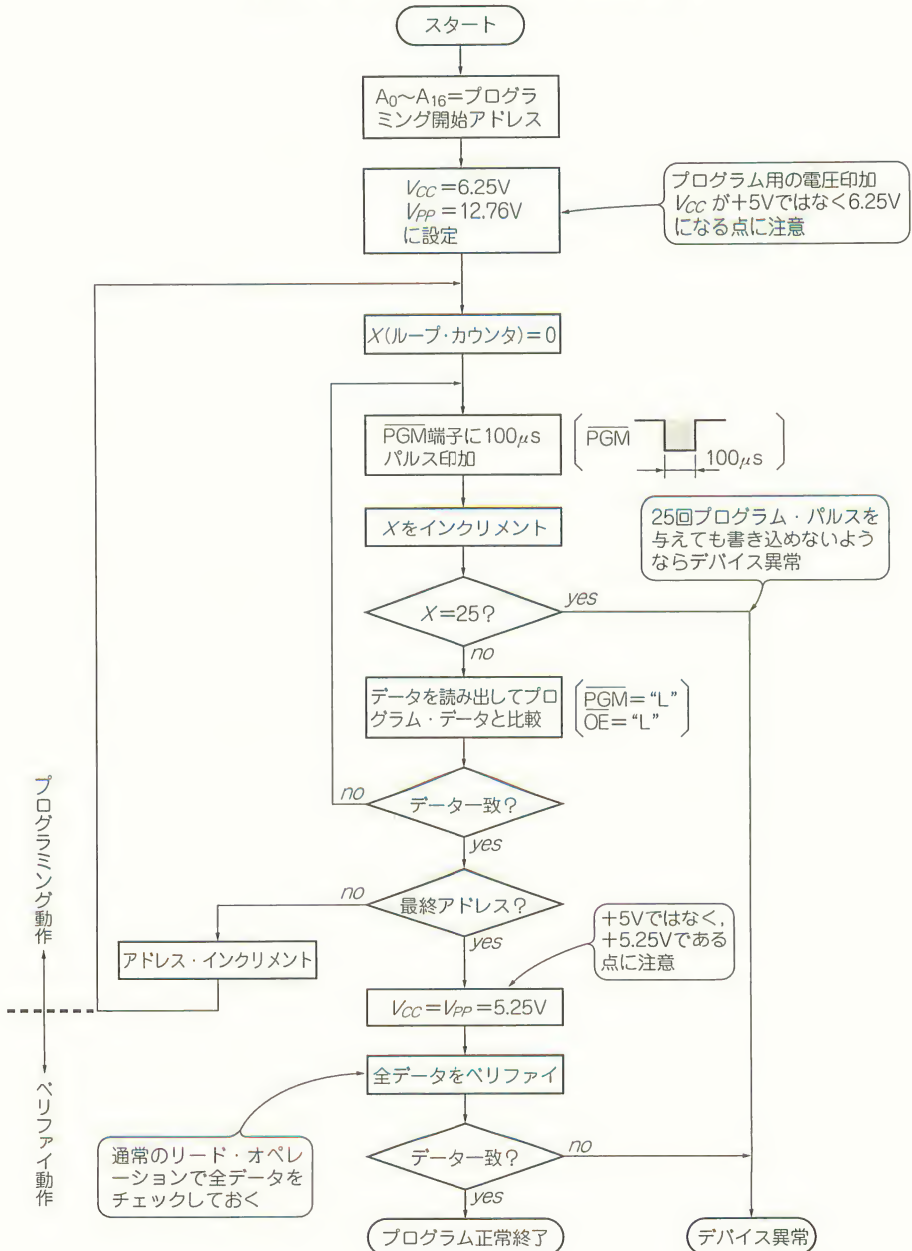 スタート
A0～A16=プログラ
ミング開始アドレス
VCC=6.25V
VPP=12.76V
に設定
プログラム用の電圧印加
VCC が+5Vではなく6.25V
になる点に注意
X(ループ・カウンタ)=0
PGM端子に100μs
パルス印加
PGM
100μs
Xをインクリメント
25回プログラム・パルスを
与えても書き込めないよう
ならデバイス異常
X=25?
yes
no
データを読み出してプロ
グラム・データと比較
PGM="L"
OE="L"
データ一致?
no
yes
最終アドレス?
no
yes
アドレス・インクリメント
+5Vではなく,
+5.25Vである
点に注意
VCC=VPP=5.25V
プログラミング動作
ベリファイ動作
全データをベリファイ
通常のリード・オペレ
ーションで全データを
チェックしておく
データ一致?
no
yes
プログラム正常終了
デバイス異常